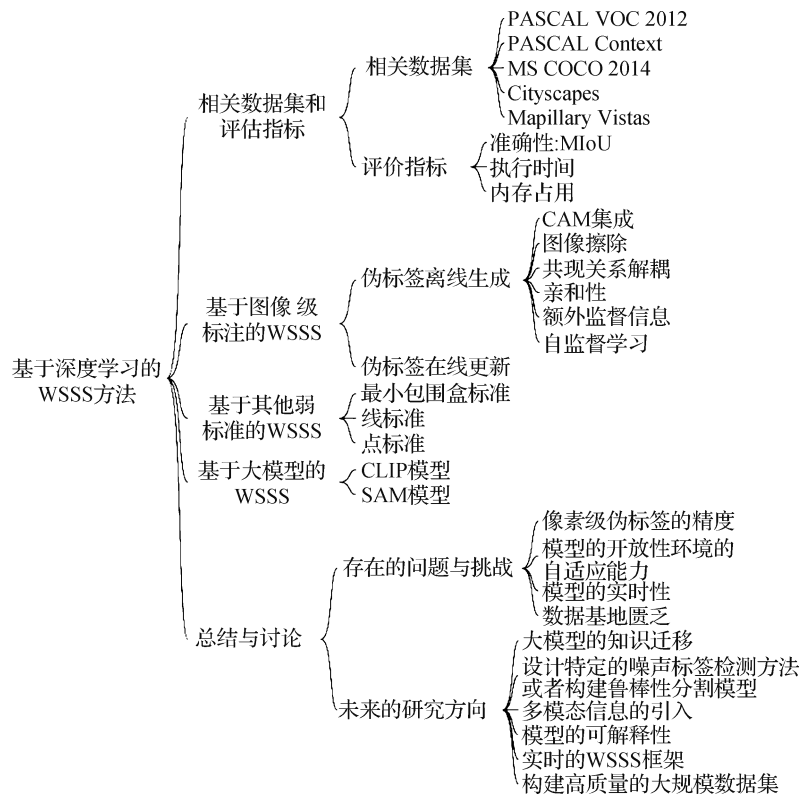 基于深度学习的
WSSS方法
相关数据集和
评估指标
相关数据集
PASCAL VOC 2012
PASCAL Context
MS COCO 2014
Cityscapes
Mapillary Vistas
评价指标
准确性:MIoU
执行时间
内存占用
基于图像 级
标注的WSSS
伪标签离线生成
CAM集成
图像擦除
共现关系解耦
亲和性
额外监督信息
自监督学习
伪标签在线更新
基于其他弱
标准的WSSS
最小包围盒标准
线标准
点标准
基于大模型的
WSSS
CLIP模型
SAM模型
总结与讨论
存在的问题与挑战
像素级伪标签的精度
模型的开放性环境的
自适应能力
模型的实时性
数据基地匮乏
未来的研究方向
大模型的知识迁移
设计特定的噪声标签检测方法
或者构建鲁棒性分割模型
多模态信息的引入
模型的可解释性
实时的WSSS框架
构建高质量的大规模数据集